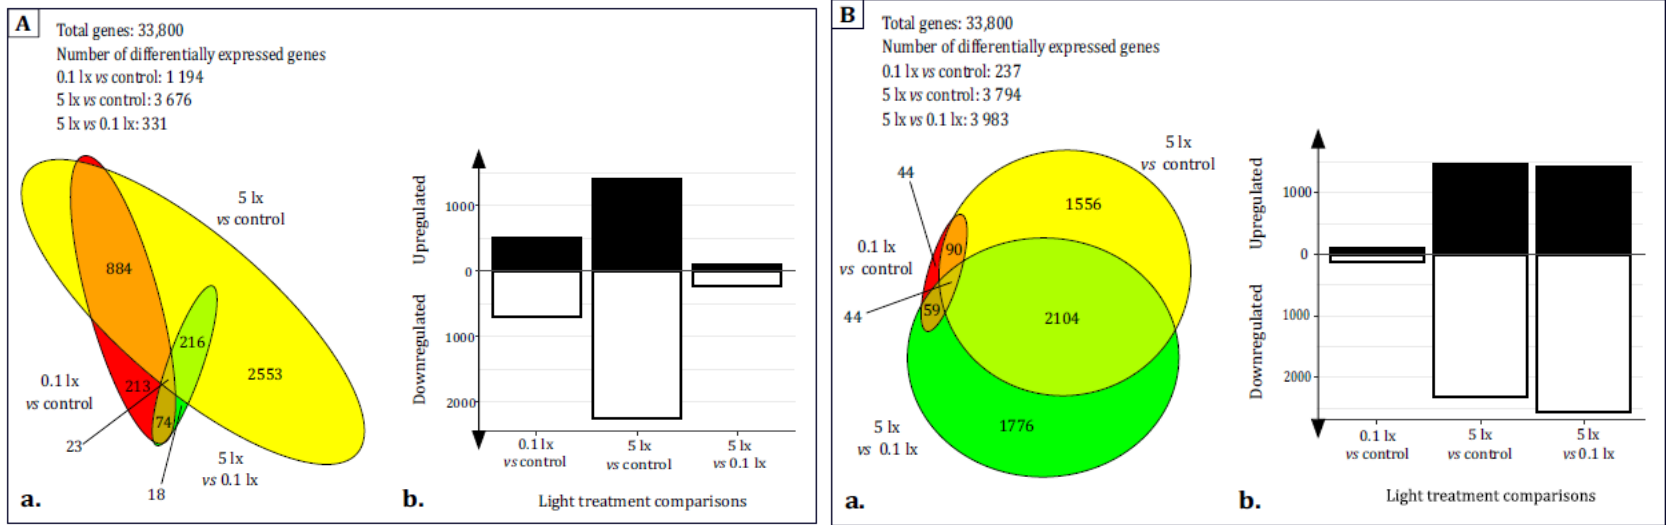 A
Total genes: 33,800
Number of differentially expressed genes
0.1 lx vs control: 1 194
5 lx vs control: 3 676
5 lx vs 0.1 lx: 331
5 lx
vs control
884
216
2553
213
74
0.1 lx
vs control
23
18
5 lx
vs 0.1 lx
a.
Upregulated
Downregulated
1000
0
1000
2000
0.1 lx
vs control
5 lx
vs control
5 lx
vs 0.1 lx
b.
Light treatment comparisons
B
Total genes: 33,800
Number of differentially expressed genes
0.1 lx vs control: 237
5 lx vs control: 3 794
5 lx vs 0.1 lx: 3 983
5 lx
vs control
44
1556
0.1 lx
vs control
90
59
44
2104
1776
5 lx
vs 0.1 lx
a.
Upregulated
Downregulated
1000
0
1000
2000
0.1 lx
vs control
5 lx
vs control
5 lx
vs 0.1 lx
b.
Light treatment comparisons